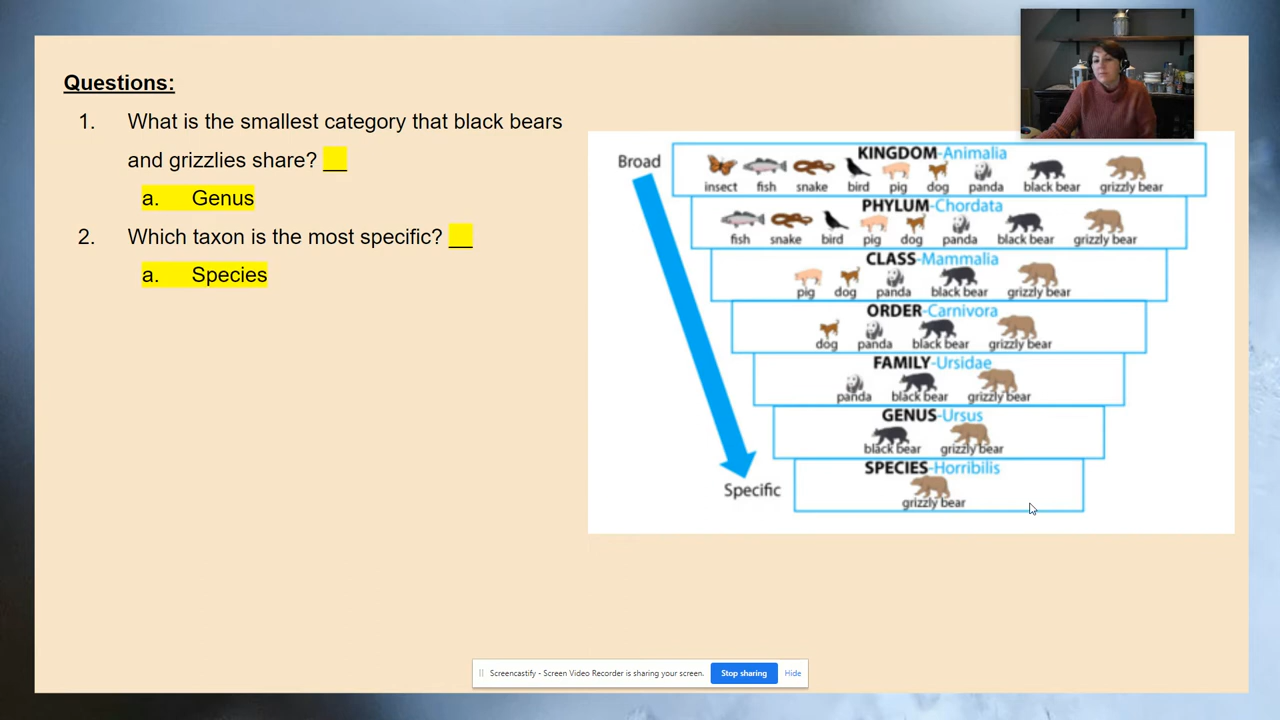 Questions:
1. What is the smallest category that black bears
and grizzlies share? __
a. Genus
2. Which taxon is the most specific? __
a. Species
Broad
KINGDOM-Animalia
insect fish snake bird pig dog panda black bear grizzly bear
PHYLUM-Chordata
fish snake bird pig dog panda black bear grizzly bear
CLASS-Mammalia
pig dog panda black bear grizzly bear
ORDER-Carnivora
dog panda black bear grizzly bear
FAMILY-Ursidae
panda black bear grizzly bear
GENUS-Ursus
black bear grizzly bear
SPECIES-Horribilis
Specific
grizzly bear
Screencastify - Screen Video Recorder is sharing your screen. Stop sharing Hide